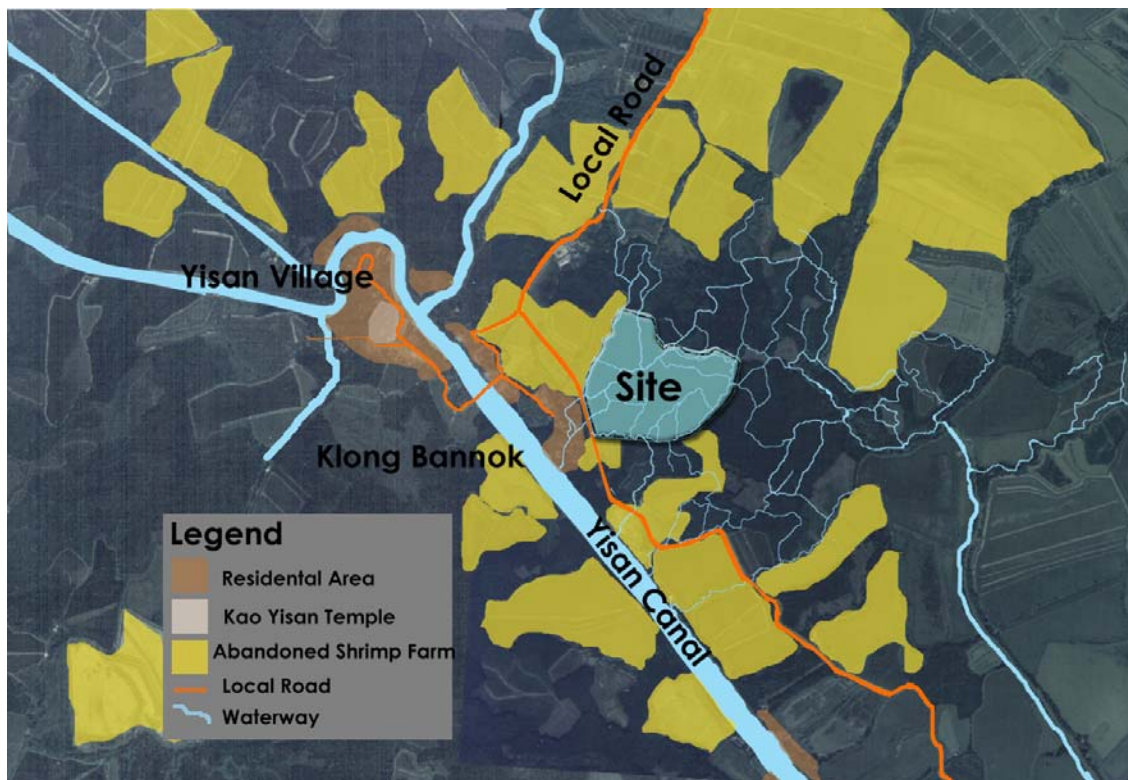 Local Road
Yisan Village
Site
Klong Bannok
Yisan Canal
Legend
Residental Area
Kao Yisan Temple
Abandoned Shrimp Farm
Local Road
Waterway